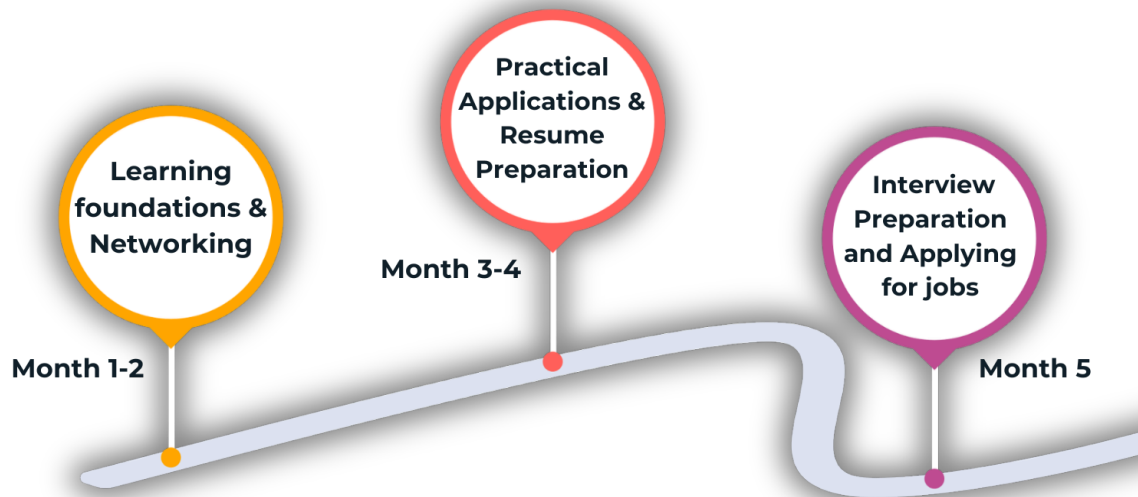 Learning
foundations &
Networking
Month 1-2
Practical
Applications &
Resume
Preparation
Month 3-4
Interview
Preparation
and Applying
for jobs
Month 5